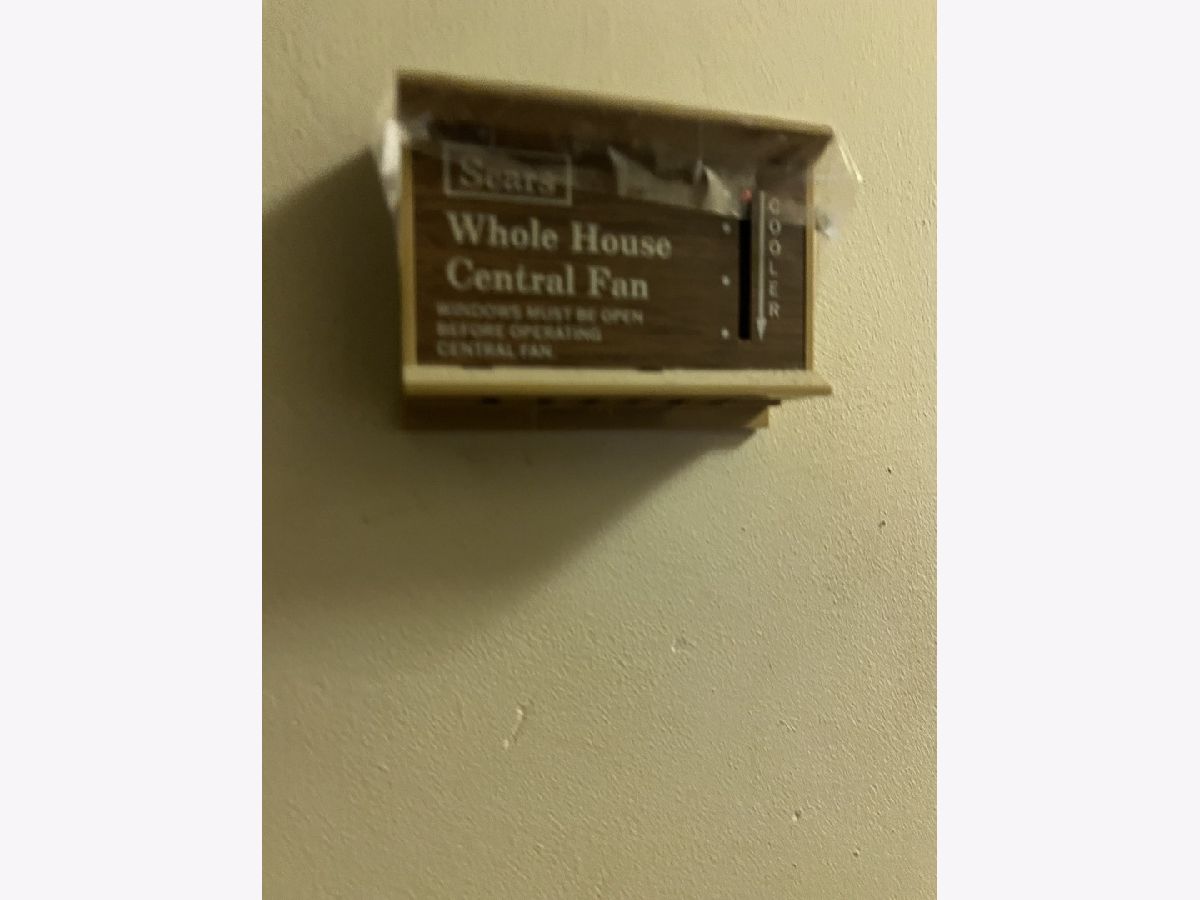 Sears
Whole House
Central Fan
WINDOWS MUST BE OPEN
BEFORE OPERATING
CENTRAL FAN
COOLER